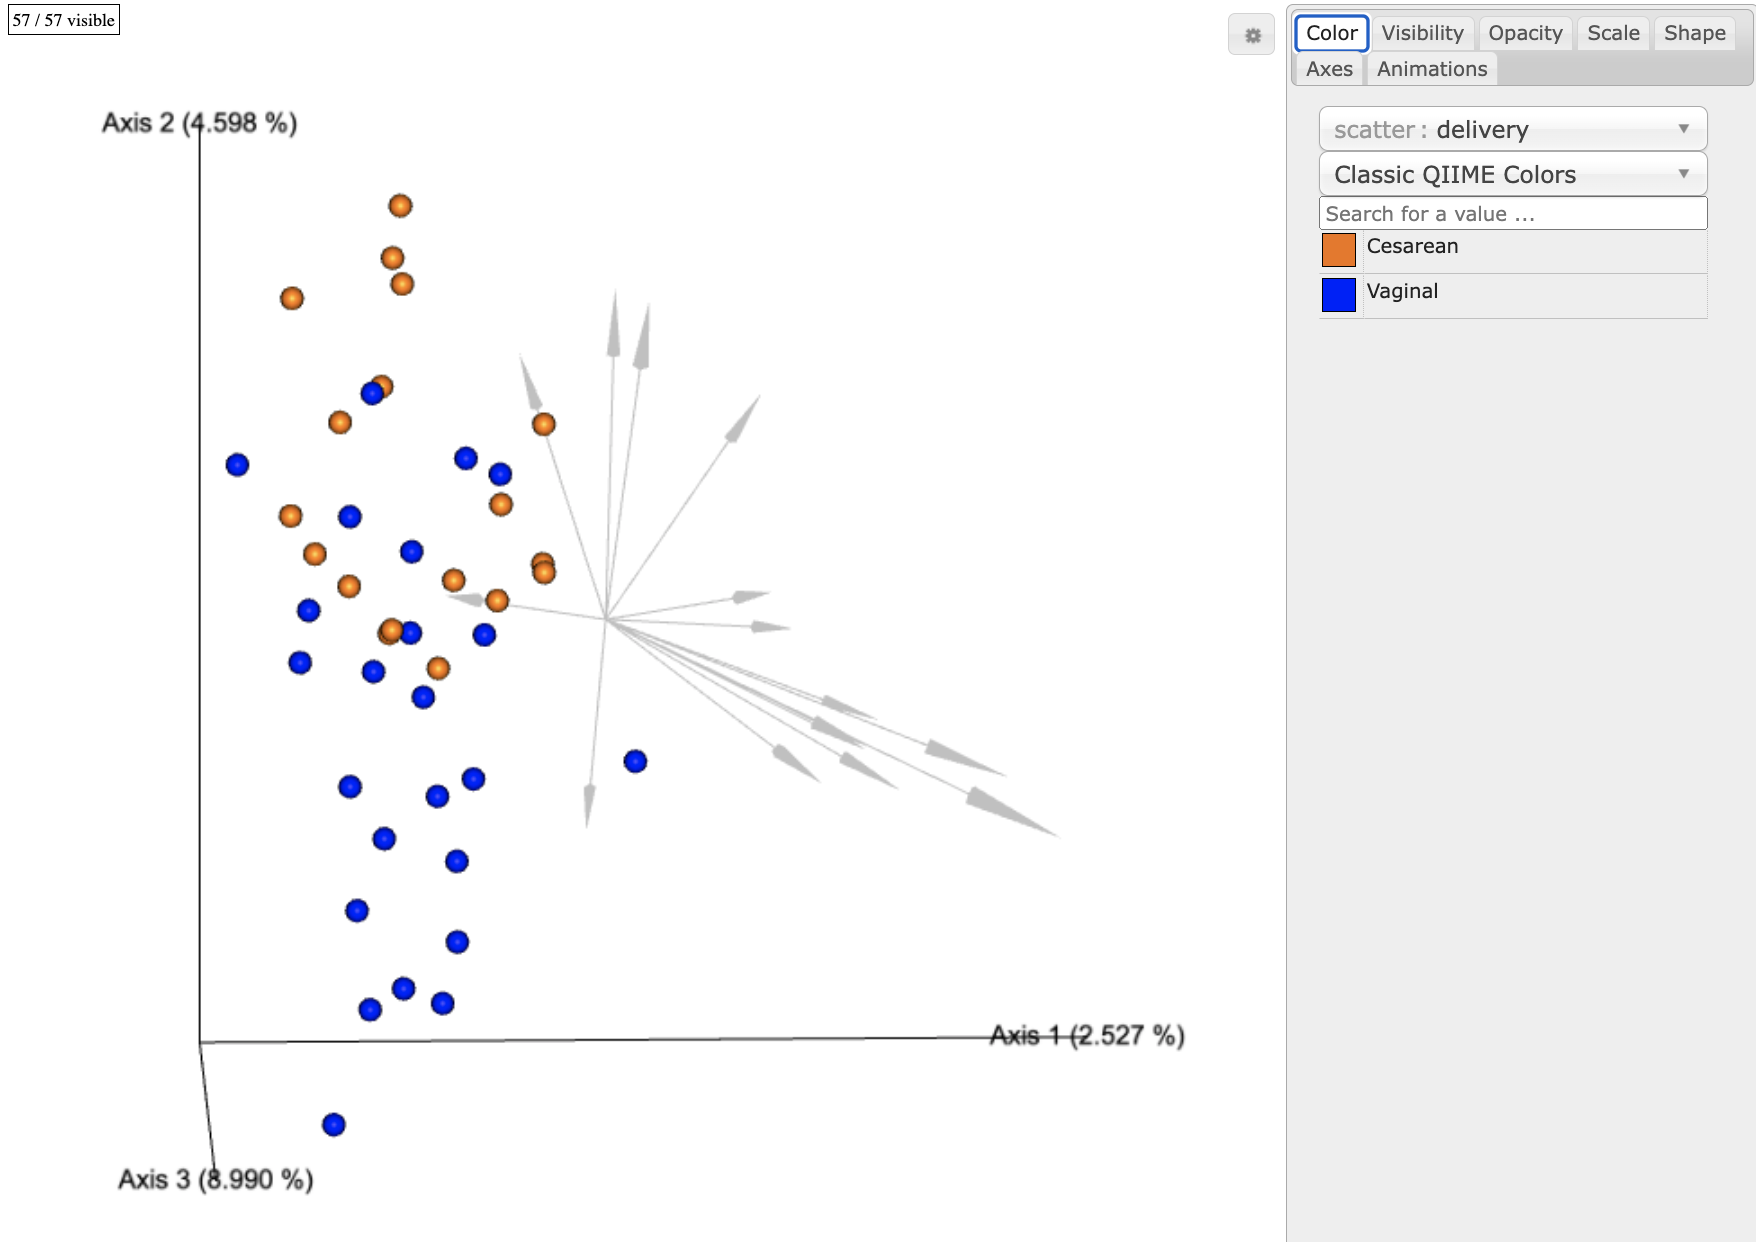 57 / 57 visible
Color Visibility Opacity Scale Shape
Axes Animations
scatter : delivery
Classic QIIME Colors
Search for a value ...
Cesarean
Vaginal
Axis 2 (4.598 %)
Axis 1 (2.527 %)
Axis 3 (8.990 %)